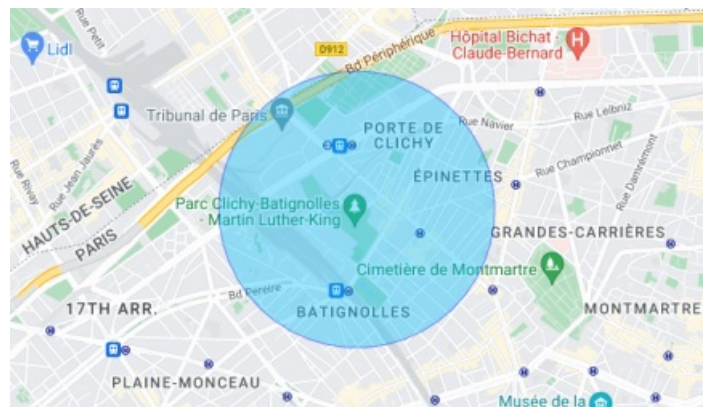 Rue Petit
D912
Hôpital Bichat -
Claude-Bernard
H
Lidl
Bd Périphérique
Tribunal de Paris
PORTE DE
CLICHY
Rue Navier
Rue Leibniz
Rue Championnet
Rue Damrémont
Rue Jean Jaurès
Rue Rivay
HAUTS-DE-SEINE
PARIS
ÉPINETTES
Parc Clichy-Batignolles
- Martin Luther-King
GRANDES-CARRIÈRES
Cimetière de Montmartre
Bd Pereire
17TH ARR.
BATIGNOLLES
MONTMARTRE
PLAINE-MONCEAU
Musée de la